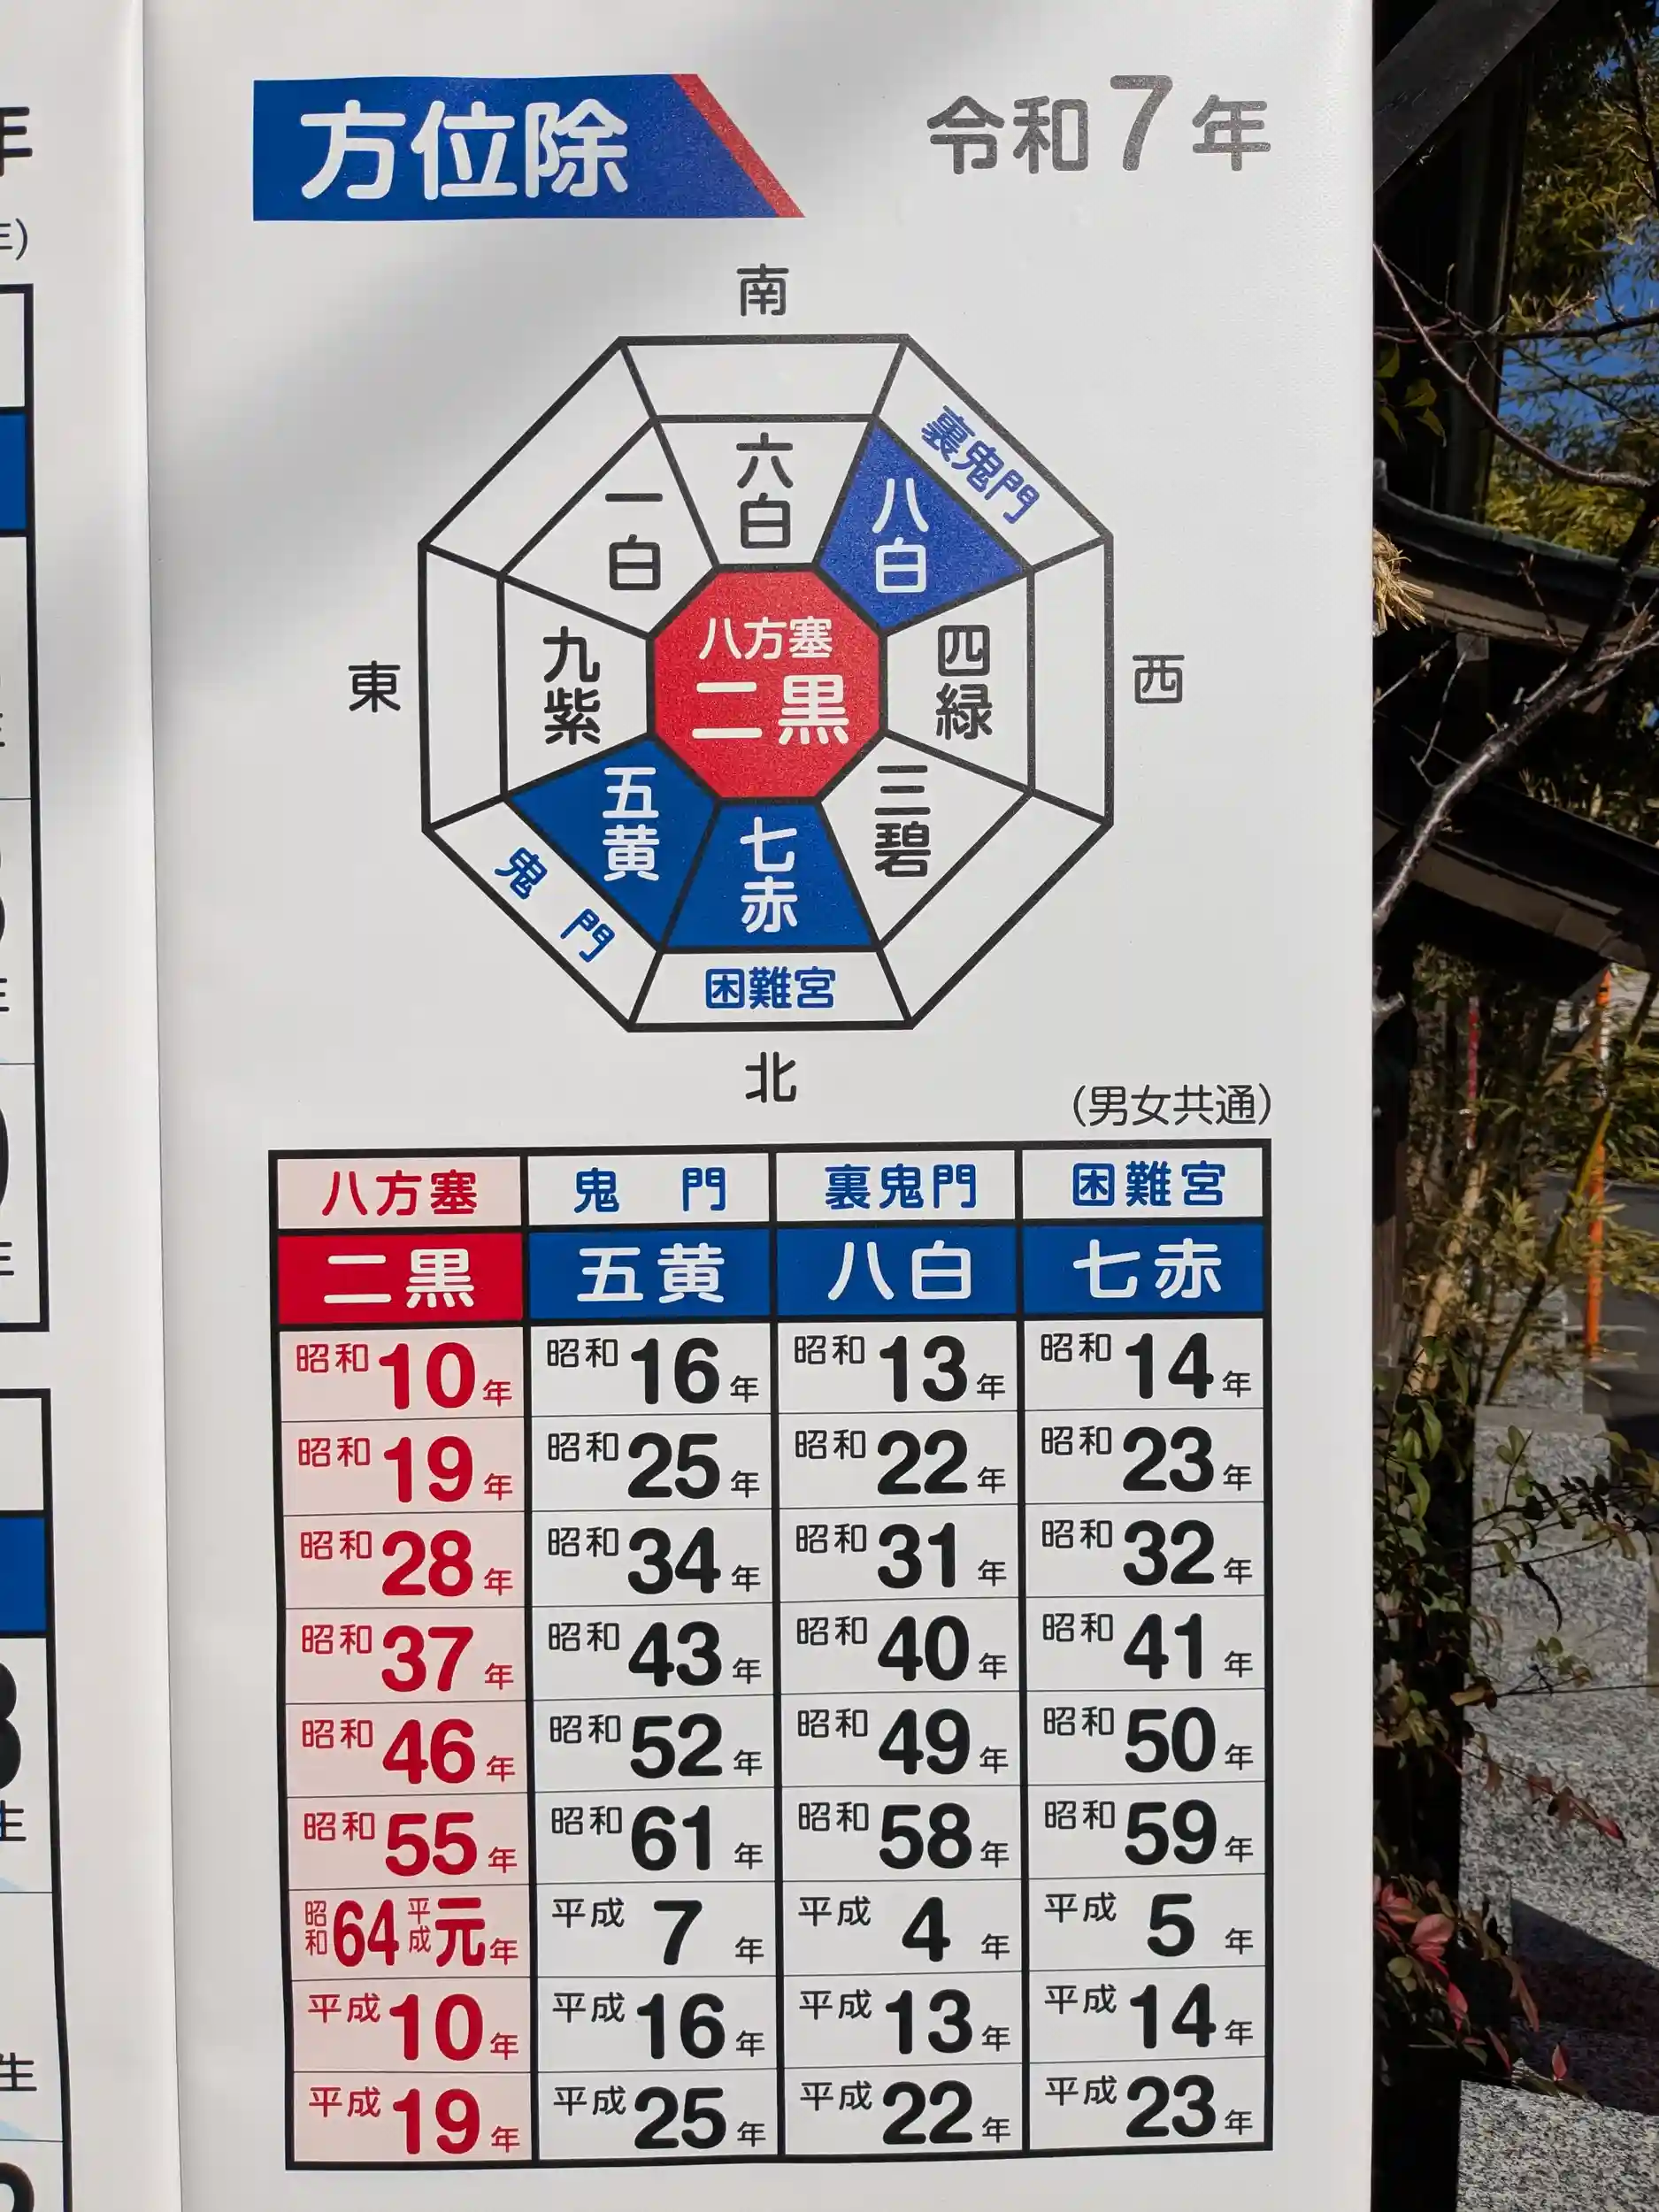 方位除
令和7年
南
裏鬼門
六白
一白
八白
八方塞
二黒
九紫
四緑
東
西
五黄
七赤
三碧
鬼 門
困難宮
北
(男女共通)
八方塞 鬼 門 裏鬼門 困難宮
二黒 五黄 八白 七赤
昭和10年 昭和16年 昭和13年 昭和14年
昭和19年 昭和25年 昭和22年 昭和23年
昭和28年 昭和34年 昭和31年 昭和32年
昭和37年 昭和43年 昭和40年 昭和41年
昭和46年 昭和52年 昭和49年 昭和50年
昭和55年 昭和61年 昭和58年 昭和59年
昭和64平成元年 平成7年 平成4年 平成5年
平成10年 平成16年 平成13年 平成14年
平成19年 平成25年 平成22年 平成23年